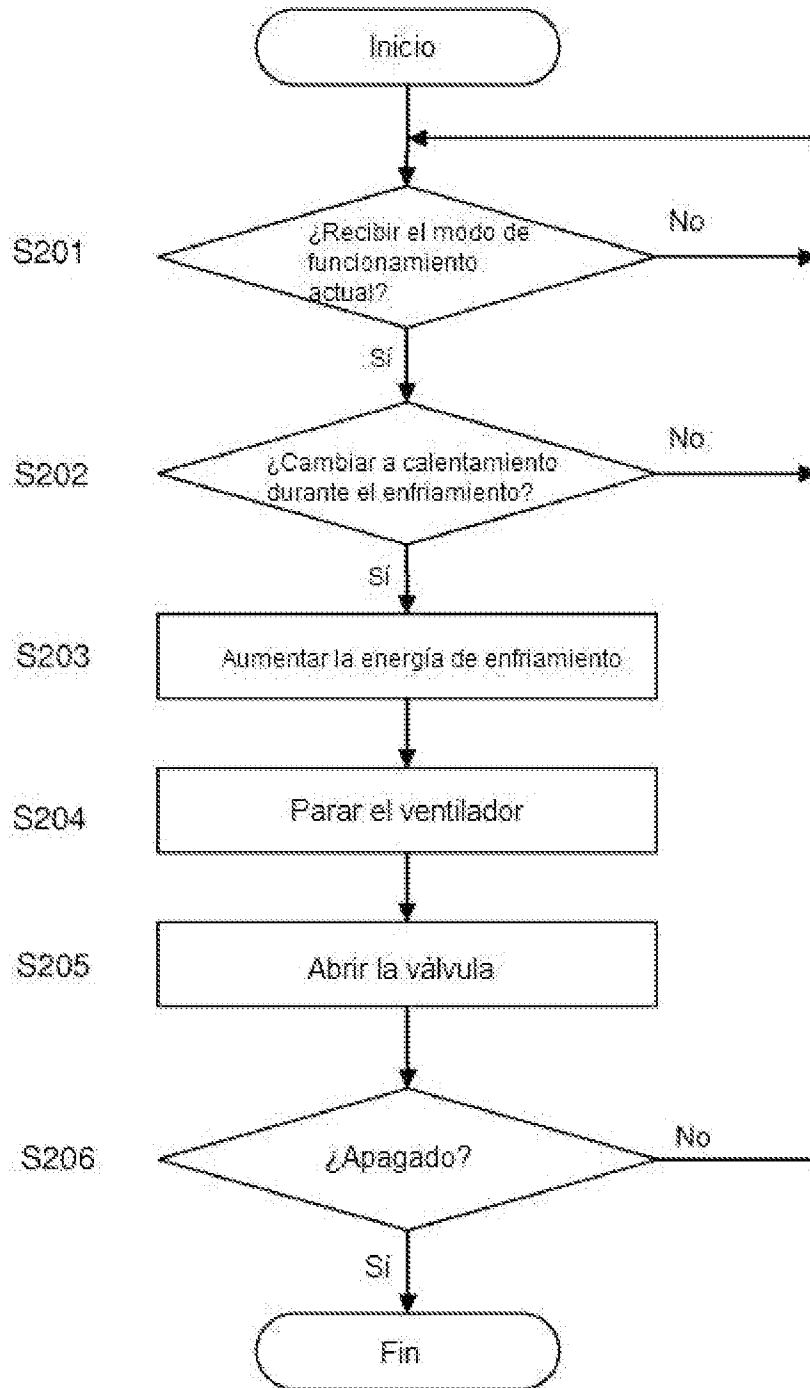 Inicio
S201
¿Recibir el modo de
funcionamiento
actual?
No
Sí
S202
¿Cambiar a calentamiento
durante el enfriamiento?
No
Sí
S203
Aumentar la energía de enfriamiento
S204
Parar el ventilador
S205
Abrir la válvula
S206
¿Apagado?
No
Sí
Fin